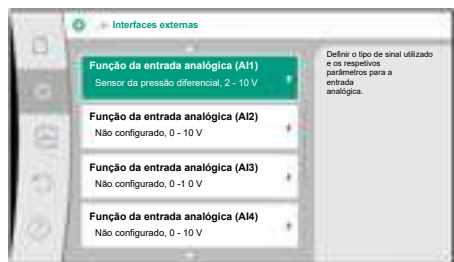 Interfaces externas
Função da entrada analógica (AI1)
Sensor da pressão diferencial, 2 - 10 V
Função da entrada analógica (AI2)
Não configurado, 0 - 10 V
Função da entrada analógica (AI3)
Não configurado, 0 -1 0 V
Função da entrada analógica (AI4)
Não configurado, 0 - 10 V
Definir o tipo de sinal utilizado
e os respetivos
parâmetros para a
entrada
analógica.